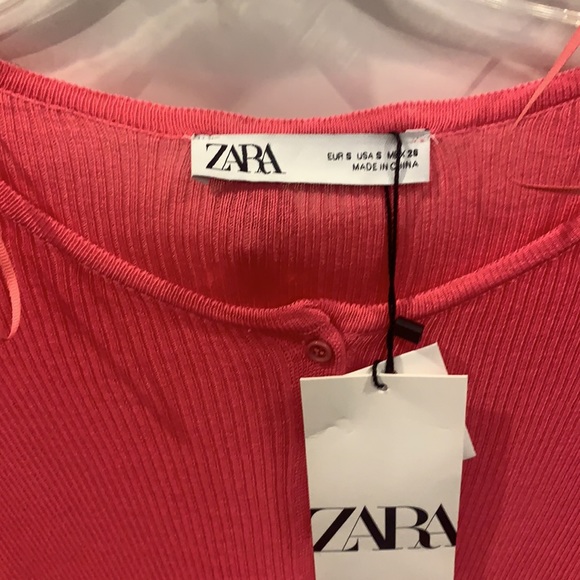 ZARA
EUR S USA S MEX 26
MADE IN CHINA
ZARA